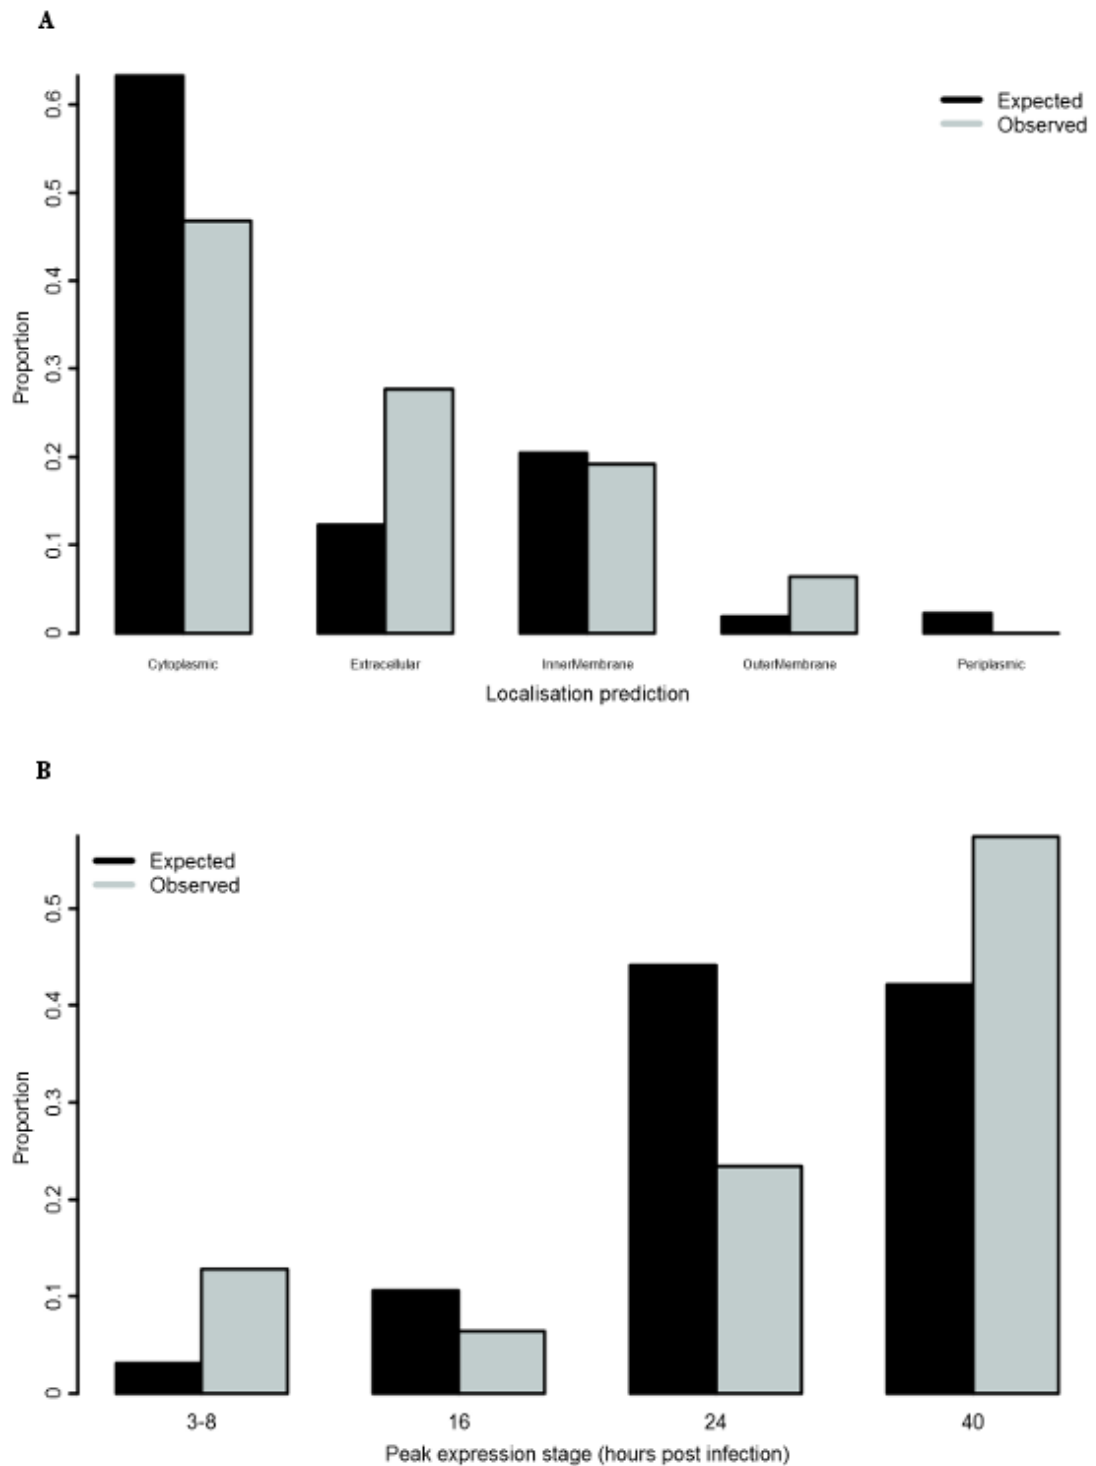 A
Expected
Observed
0.6
0.5
0.4
0.3
0.2
0.1
0
Proportion
Cytoplasmic Extracellular InnerMembrane OuterMembrane Periplasmic
Localisation prediction
B
Expected
Observed
0.5
0.4
0.3
0.2
0.1
0
Proportion
3-8 16 24 40
Peak expression stage (hours post infection)